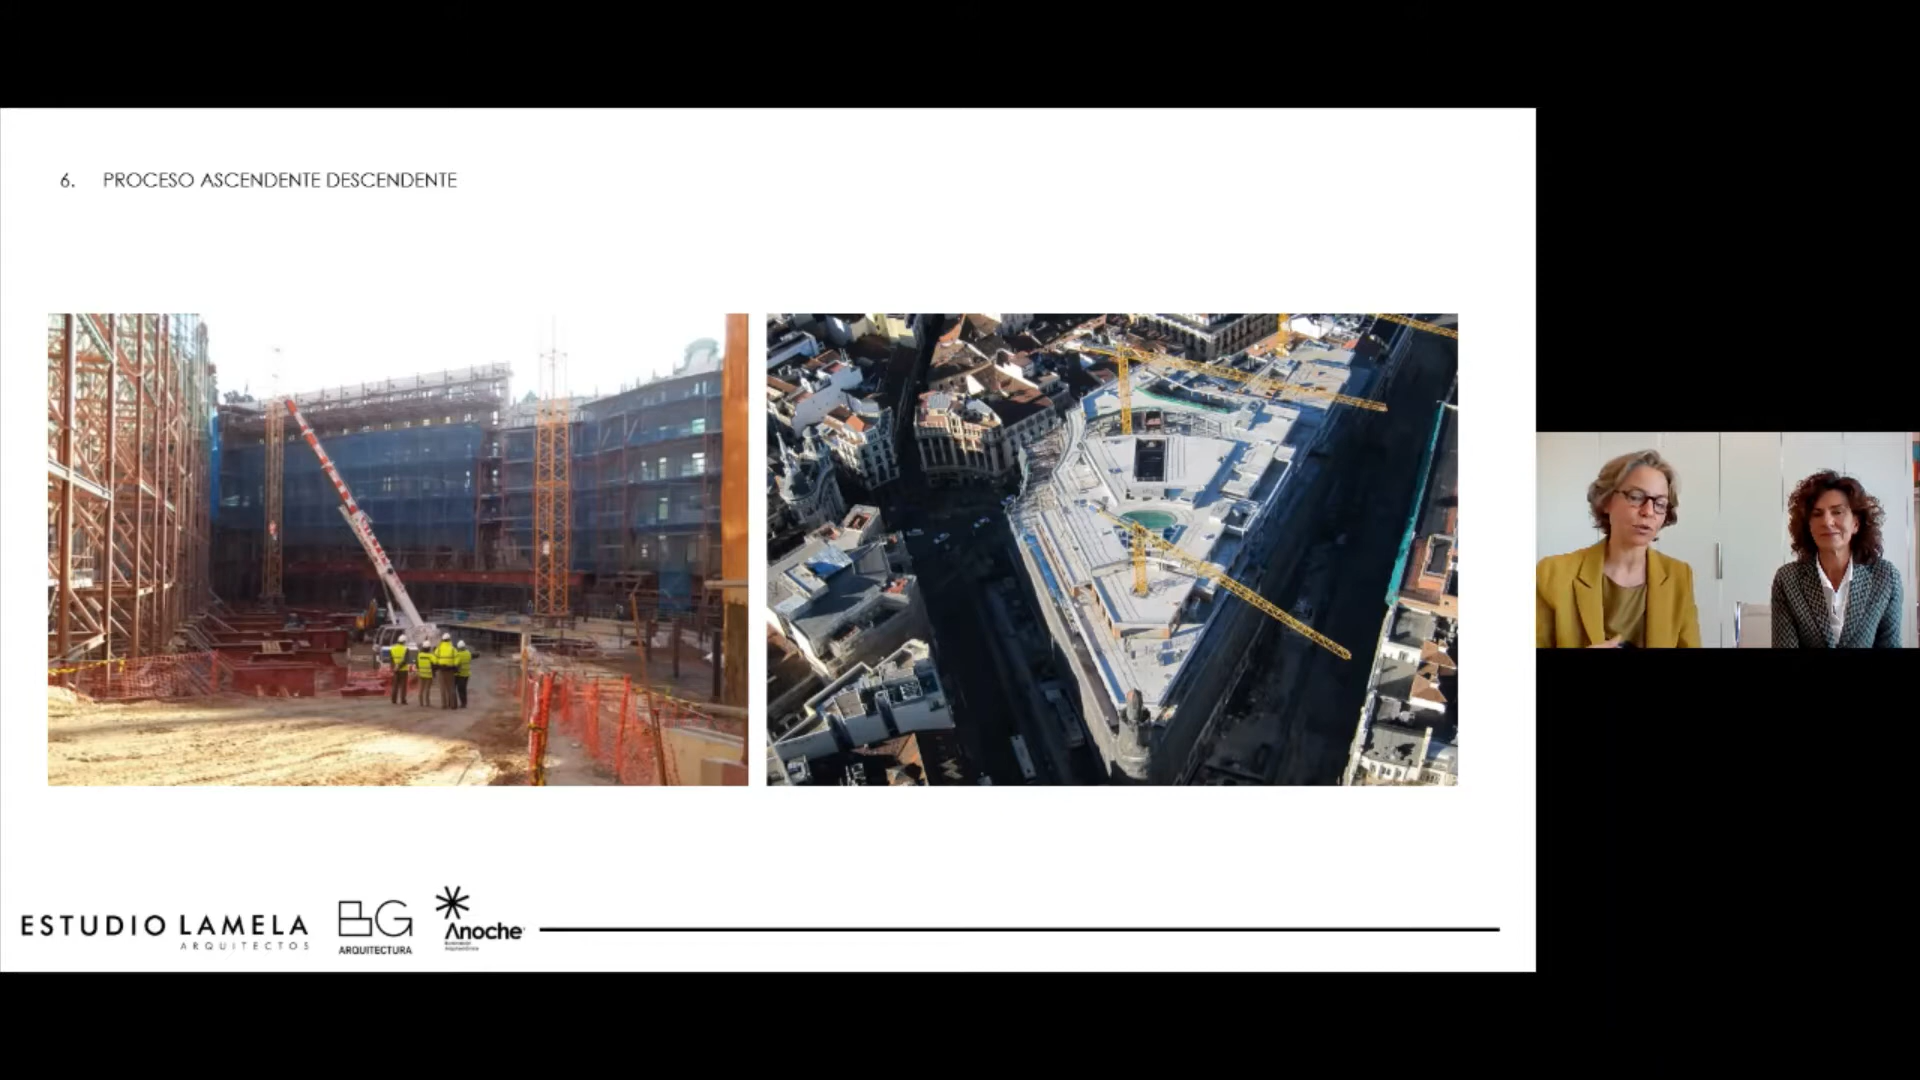 6. PROCESO ASCENDENTE DESCENDENTE
ESTUDIO LAMELA
ARQUITECTOS
BG
ARQUITECTURA
Anoche